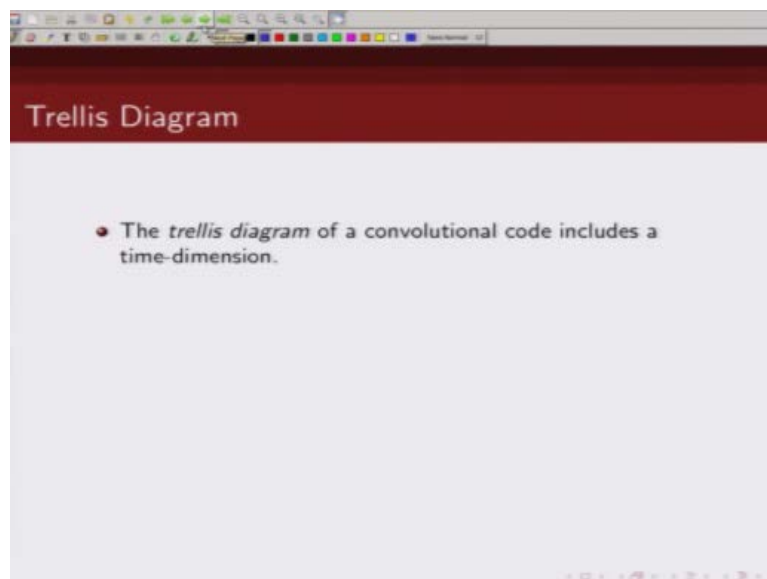 Trellis Diagram
The trellis diagram of a convolutional code includes a
time-dimension.